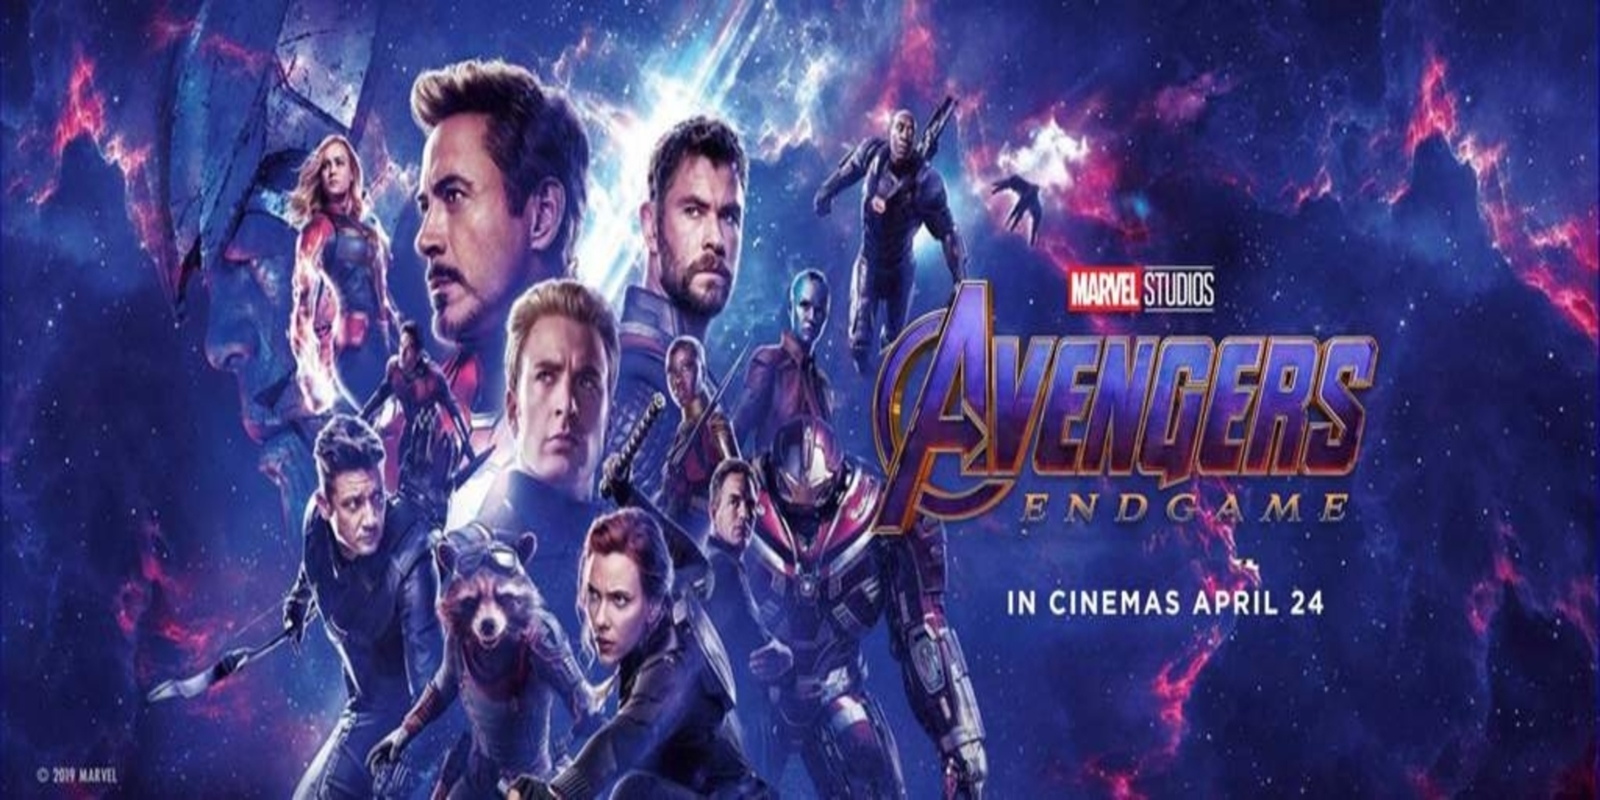 MARVEL STUDIOS
AVENGERS
ENDGAME
IN CINEMAS APRIL 24
© 2019 MARVEL